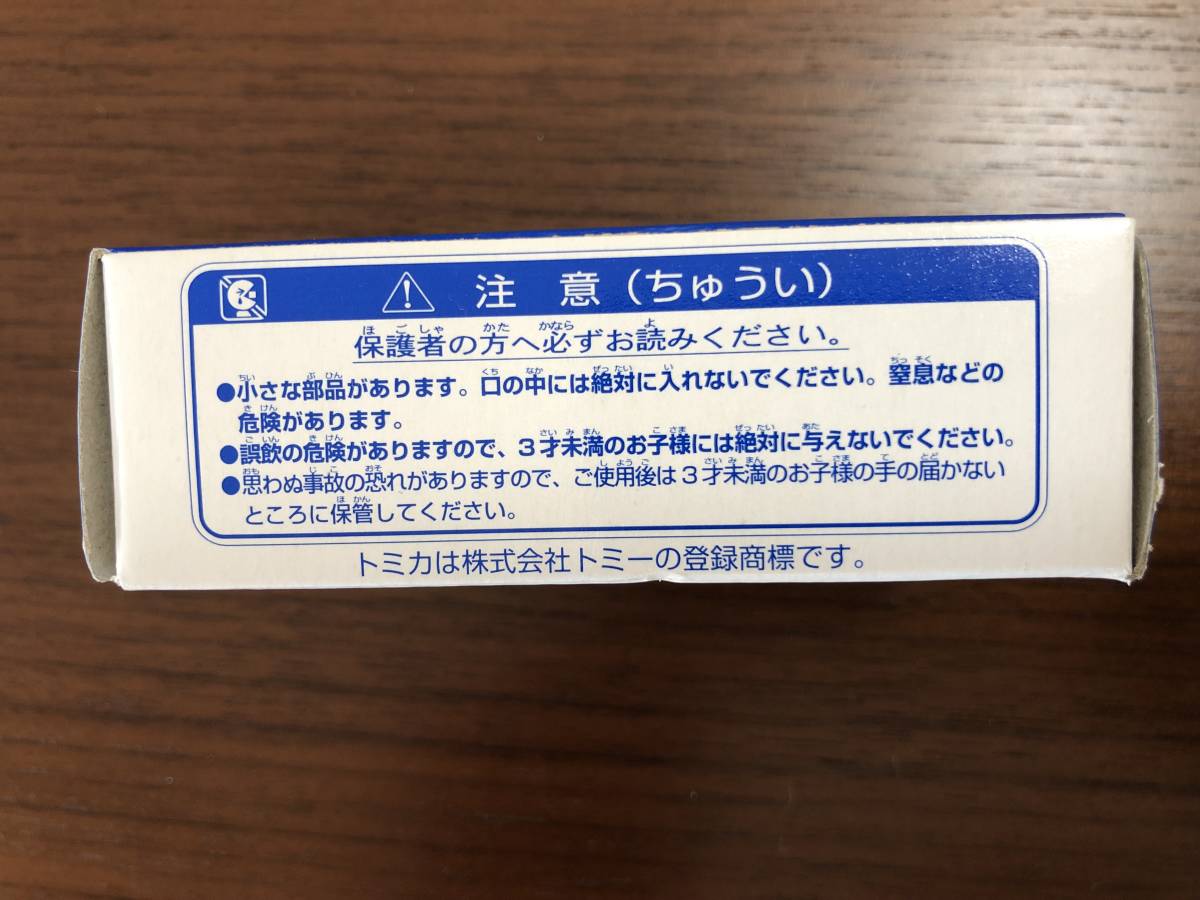 ⚠ 注意(ちゅうい)
保護者の方へ必ずお読みください。
●小さな部品があります。口の中には絶対に入れないでください。窒息などの
危険があります。
●誤飲の危険がありますので、3才未満のお子様には絶対に与えないでください。
●思わぬ事故の恐れがありますので、ご使用後は3才未満のお子様の手の届かない
ところに保管してください。
トミカは株式会社トミーの登録商標です。